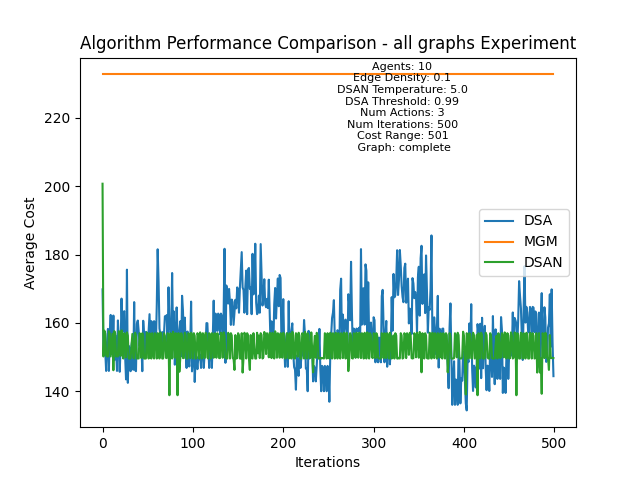 Algorithm Performance Comparison - all graphs Experiment
Agents: 10
Edge Density: 0.1
DSAN Temperature: 5.0
DSA Threshold: 0.99
Num Actions: 3
Num Iterations: 500
Cost Range: 501
Graph: complete
220
200
180
160
140
Average Cost
DSA
MGM
DSAN
0
100
200
300
400
500
Iterations